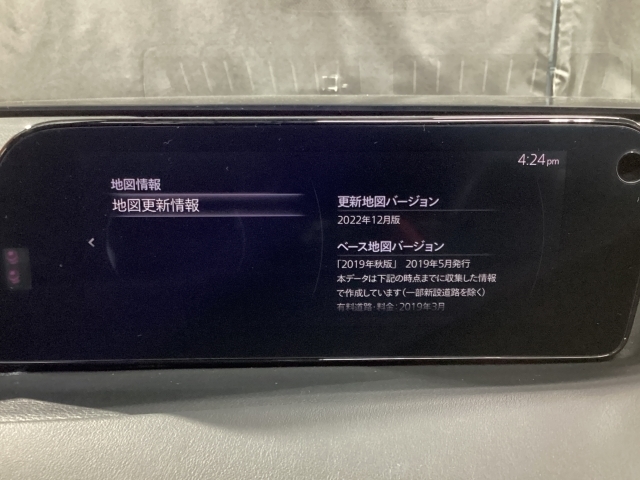 4:24pm
地図情報
地図更新情報
更新地図バージョン
2022年12月版
ベース地図バージョン
「2019年秋版」 2019年5月発行
本データは下記の時点までに収集した情報
で作成しています（一部新設道路を除く）
有料道路・料金：2019年3月